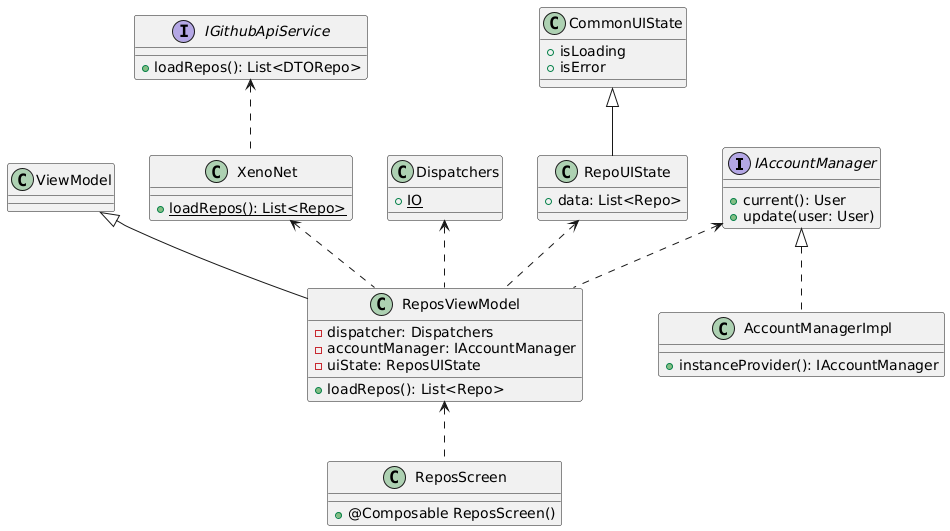 I IGithubApiService
loadRepos(): List<DTORepo>
C CommonUIState
isLoading
isError
C ViewModel
C XenoNet
loadRepos(): List<Repo>
C Dispatchers
IO
C RepoUIState
data: List<Repo>
I IAccountManager
current(): User
update(user: User)
C ReposViewModel
dispatcher: Dispatchers
accountManager: IAccountManager
uiState: ReposUIState
loadRepos(): List<Repo>
C AccountManagerImpl
instanceProvider(): IAccountManager
C ReposScreen
@Composable ReposScreen()